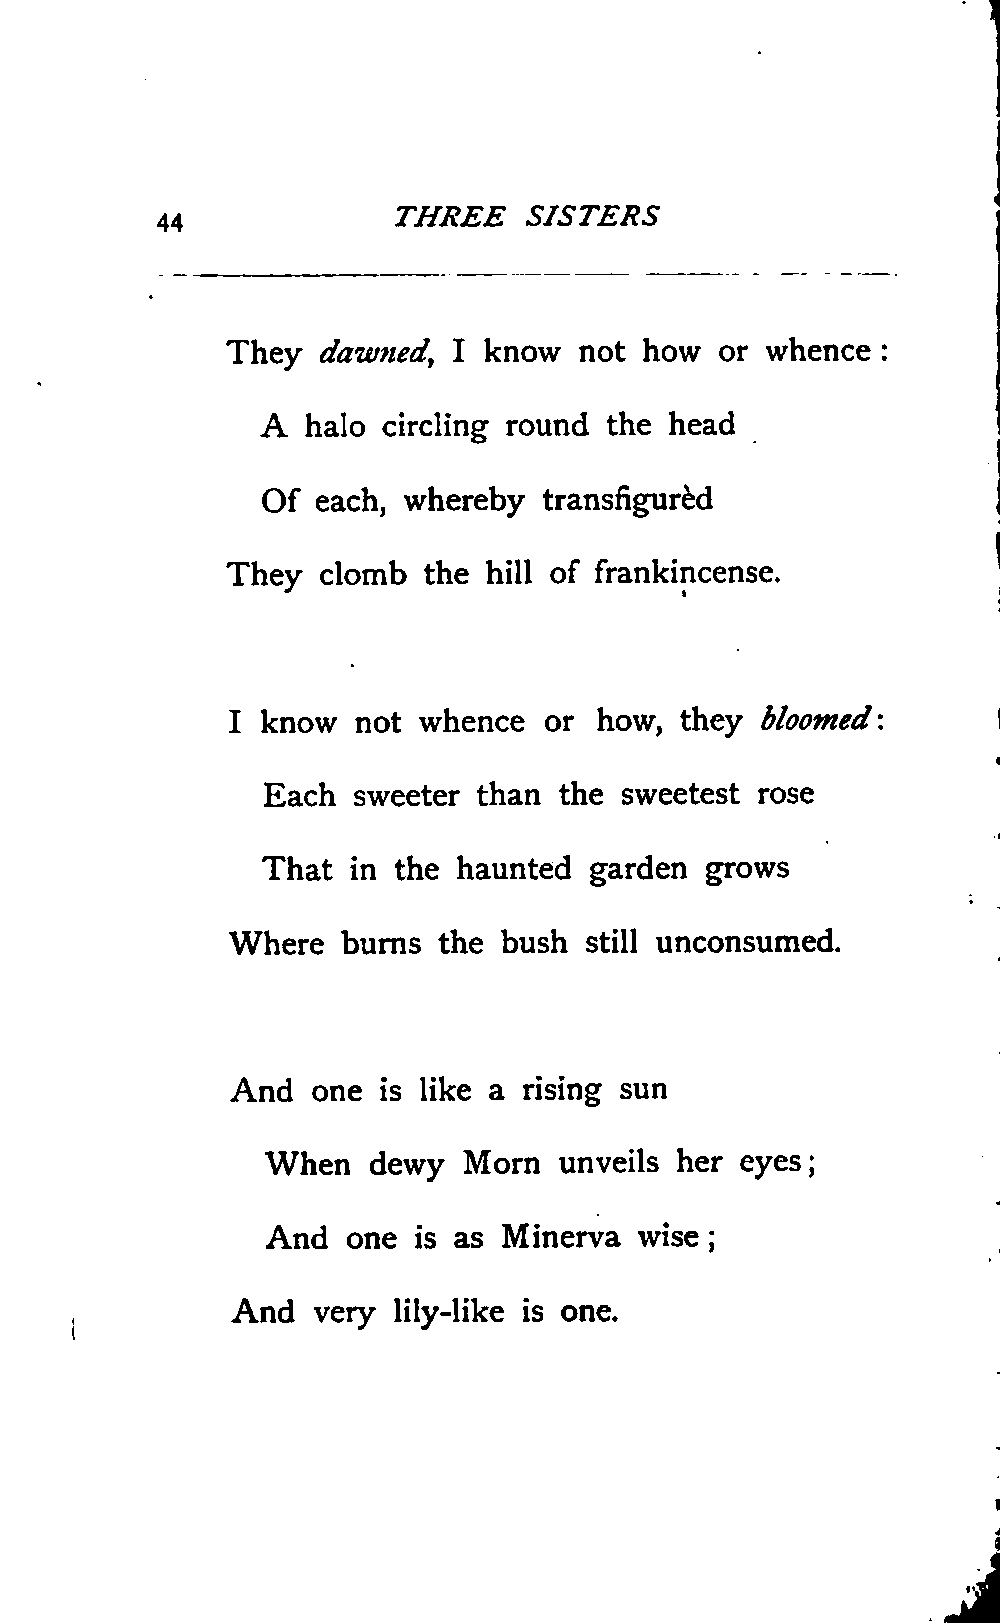 44 THREE SISTERS
They dawned, I know not how or whence :
A halo circling round the head
Of each, whereby transfigurèd
They clomb the hill of frankincense.
I know not whence or how, they bloomed :
Each sweeter than the sweetest rose
That in the haunted garden grows
Where burns the bush still unconsumed.
And one is like a rising sun
When dewy Morn unveils her eyes ;
And one is as Minerva wise ;
And very lily-like is one.